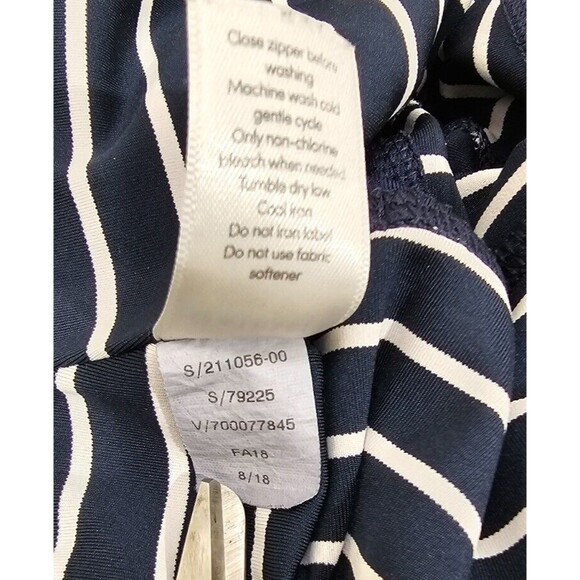 Close zipper before
washing
Machine wash cold
gentle cycle
Only non-chlorine
bleach when needed
Tumble dry low
Cool iron
Do not iron label
Do not use fabric
softener
S/211056-00
S/79225
V/700077845
FA18
8/18